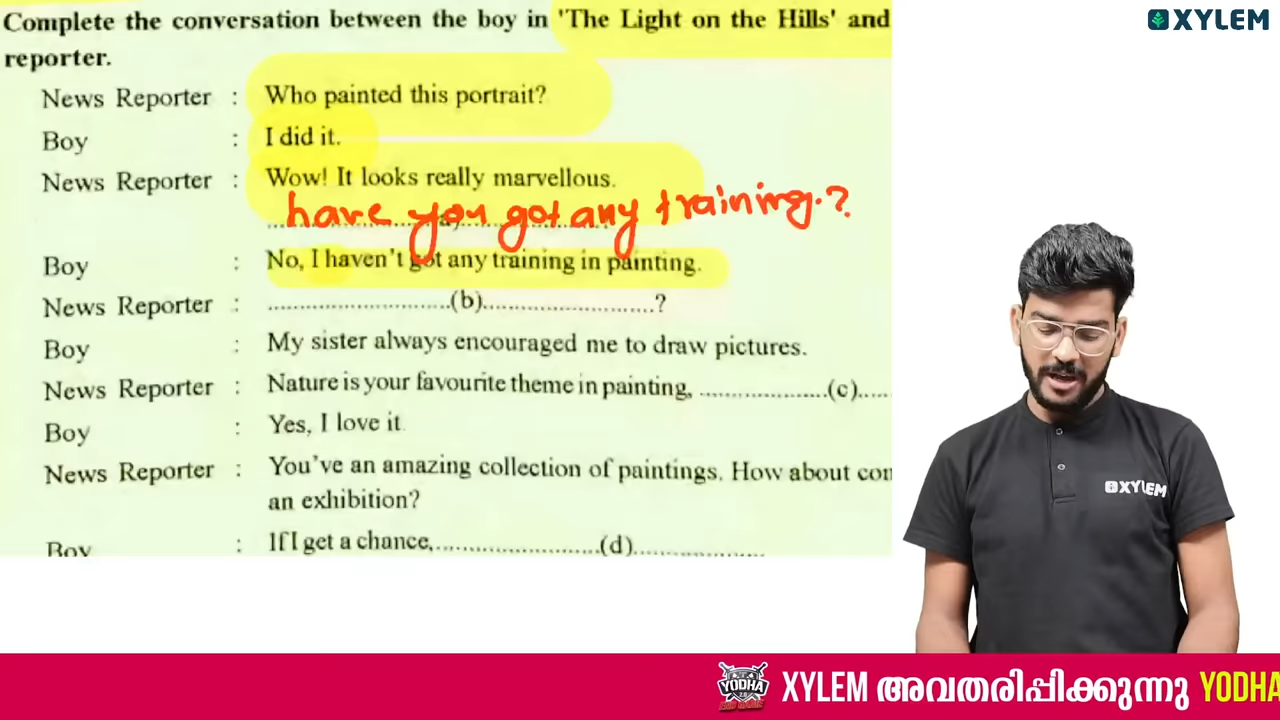 Complete the conversation between the boy in 'The Light on the Hills' and
reporter.
XYLEM
News Reporter : Who painted this portrait?
Boy : I did it.
News Reporter : Wow! It looks really marvellous.
have you got any training.?
.....................(a)......................?
Boy : No, I haven't got any training in painting.
News Reporter : ............................(b)..........................?
Boy : My sister always encouraged me to draw pictures.
News Reporter : Nature is your favourite theme in painting, ...................(c).....
Boy : Yes, I love it
News Reporter : You've an amazing collection of paintings. How about con
an exhibition?
Boy : If I get a chance,.........................(d)....................
XYLEM
YODHA
XYLEM അവതരിപ്പിക്കുന്നു YODHA